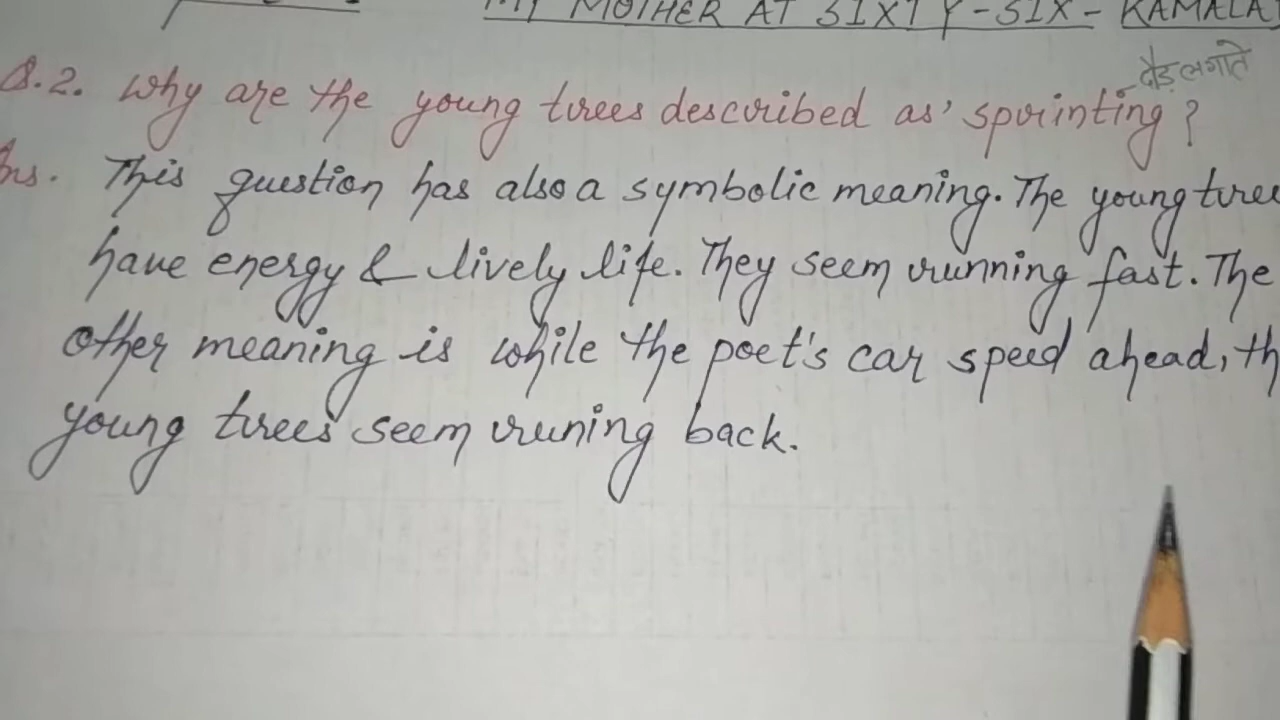 MY MOTHER AT SIXTY-SIX - KAMALA
दौड़ लगाते
Q.2. Why are the young trees described as 'sprinting?
Ans. This question has also a symbolic meaning. The young tree
have energy & lively life. They seem running fast. The
other meaning is while the poet's car speed ahead, th
young trees seem runing back.